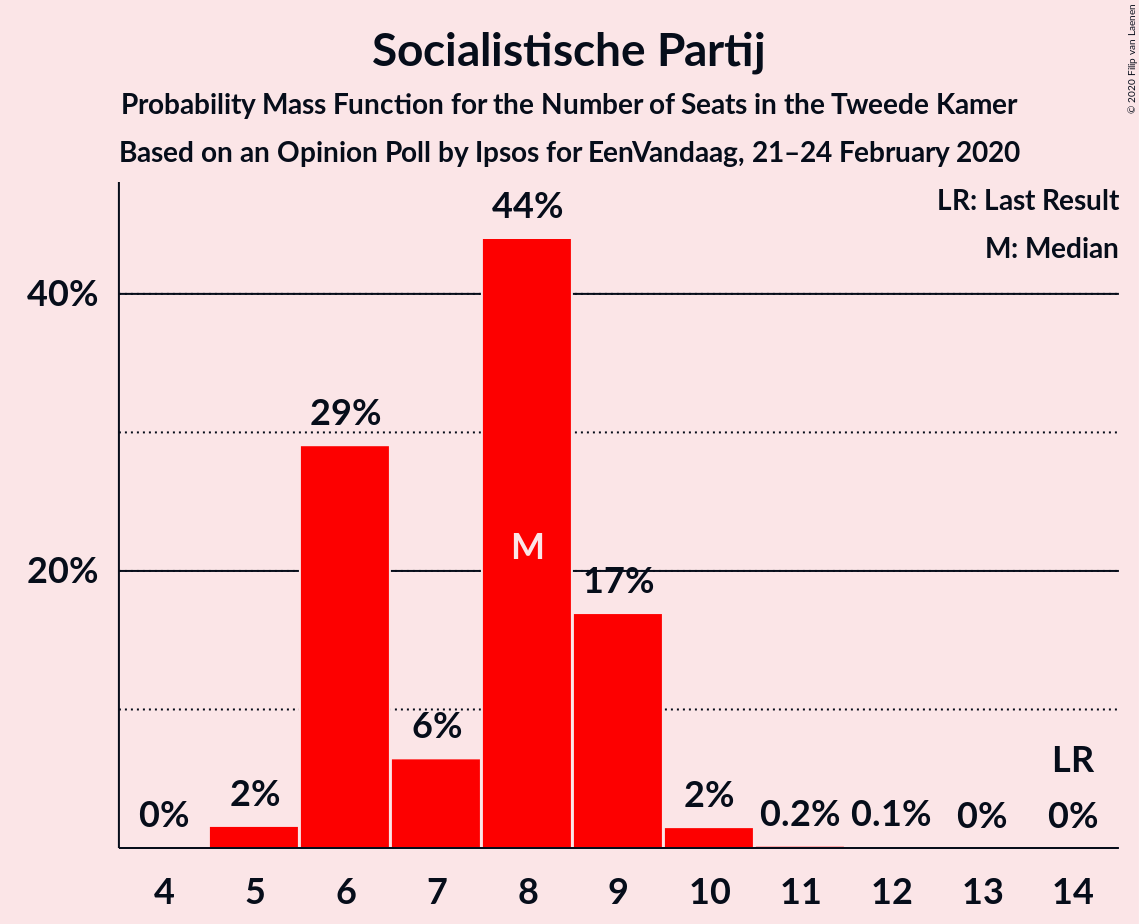 Socialistische Partij
Probability Mass Function for the Number of Seats in the Tweede Kamer
Based on an Opinion Poll by Ipsos for EenVandaag, 21–24 February 2020
© 2020 Filip van Laenen
LR: Last Result
M: Median
40%
20%
0%
2%
29%
6%
44%
M
17%
2%
0.2%
0.1%
0%
LR
0%
4 5 6 7 8 9 10 11 12 13 14